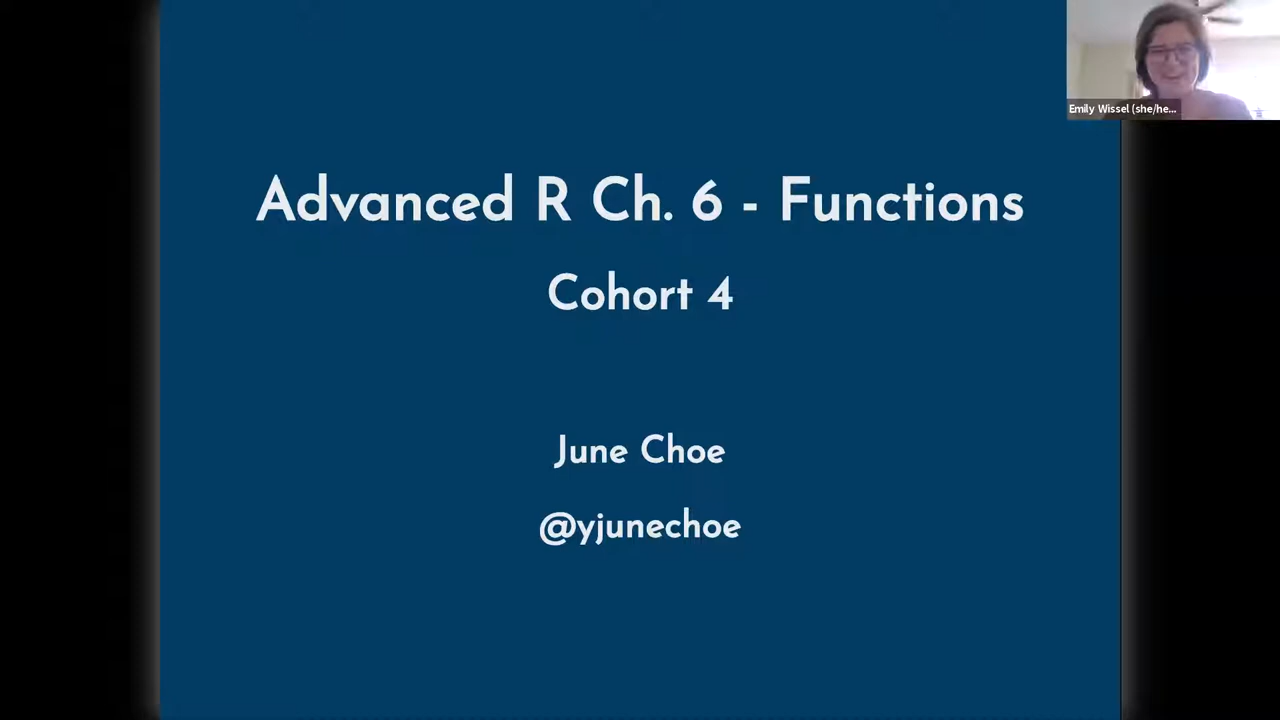 Emily Wissel (she/he...
Advanced R Ch. 6 - Functions
Cohort 4
June Choe
@yjunechoe